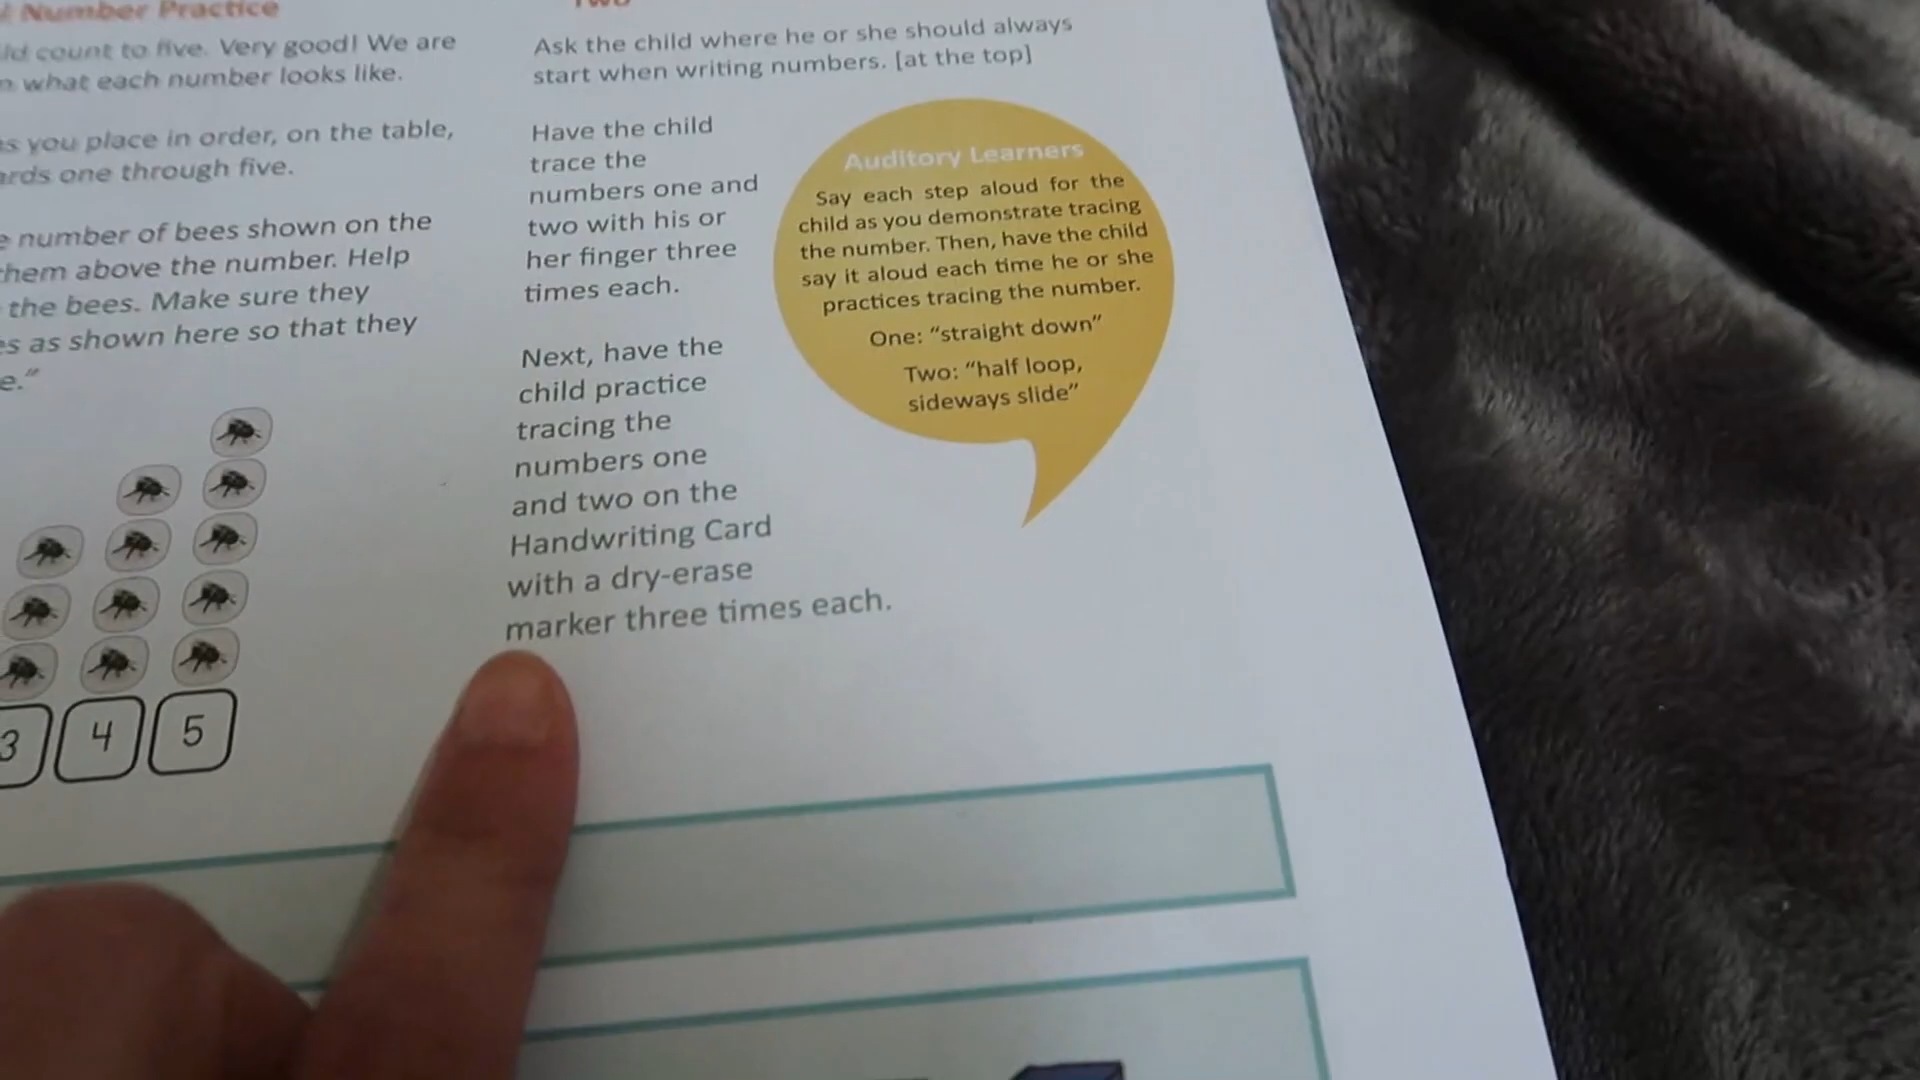 Number Practice
count to five. Very good! We are
what each number looks like.
you place in order, on the table,
one through five.
number of bees shown on the
them above the number. Help
the bees. Make sure they
as shown here so that they
e."
3
4
5
Two
Ask the child where he or she should always
start when writing numbers. [at the top]
Have the child
trace the
numbers one and
two with his or
her finger three
times each.
Next, have the
child practice
tracing the
numbers one
and two on the
Handwriting Card
with a dry-erase
marker three times each.
Auditory Learners
Say each step aloud for the
child as you demonstrate tracing
the number. Then, have the child
say it aloud each time he or she
practices tracing the number.
One: "straight down"
Two: "half loop,
sideways slide"